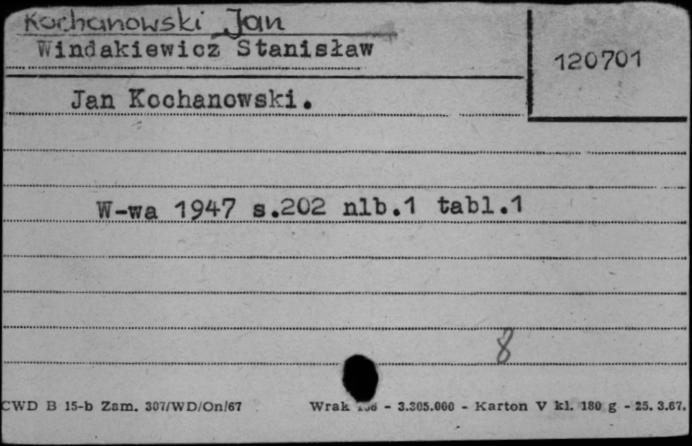 Kochanowski Jan
Windakiewicz Stanisław
120701
Jan Kochanowski.
W-wa 1947 s.202 nlb.1 tabl.1
8
CWD B 15-b Zam. 307/WD/On/67 Wrak - 3.305.000 - Karton V kl. 180 g - 25. 3.67.